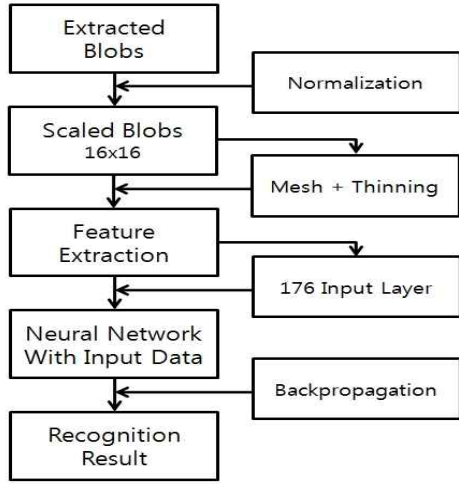 Extracted
Blobs
Normalization
Scaled Blobs
16x16
Mesh + Thinning
Feature
Extraction
176 Input Layer
Neural Network
With Input Data
Backpropagation
Recognition
Result